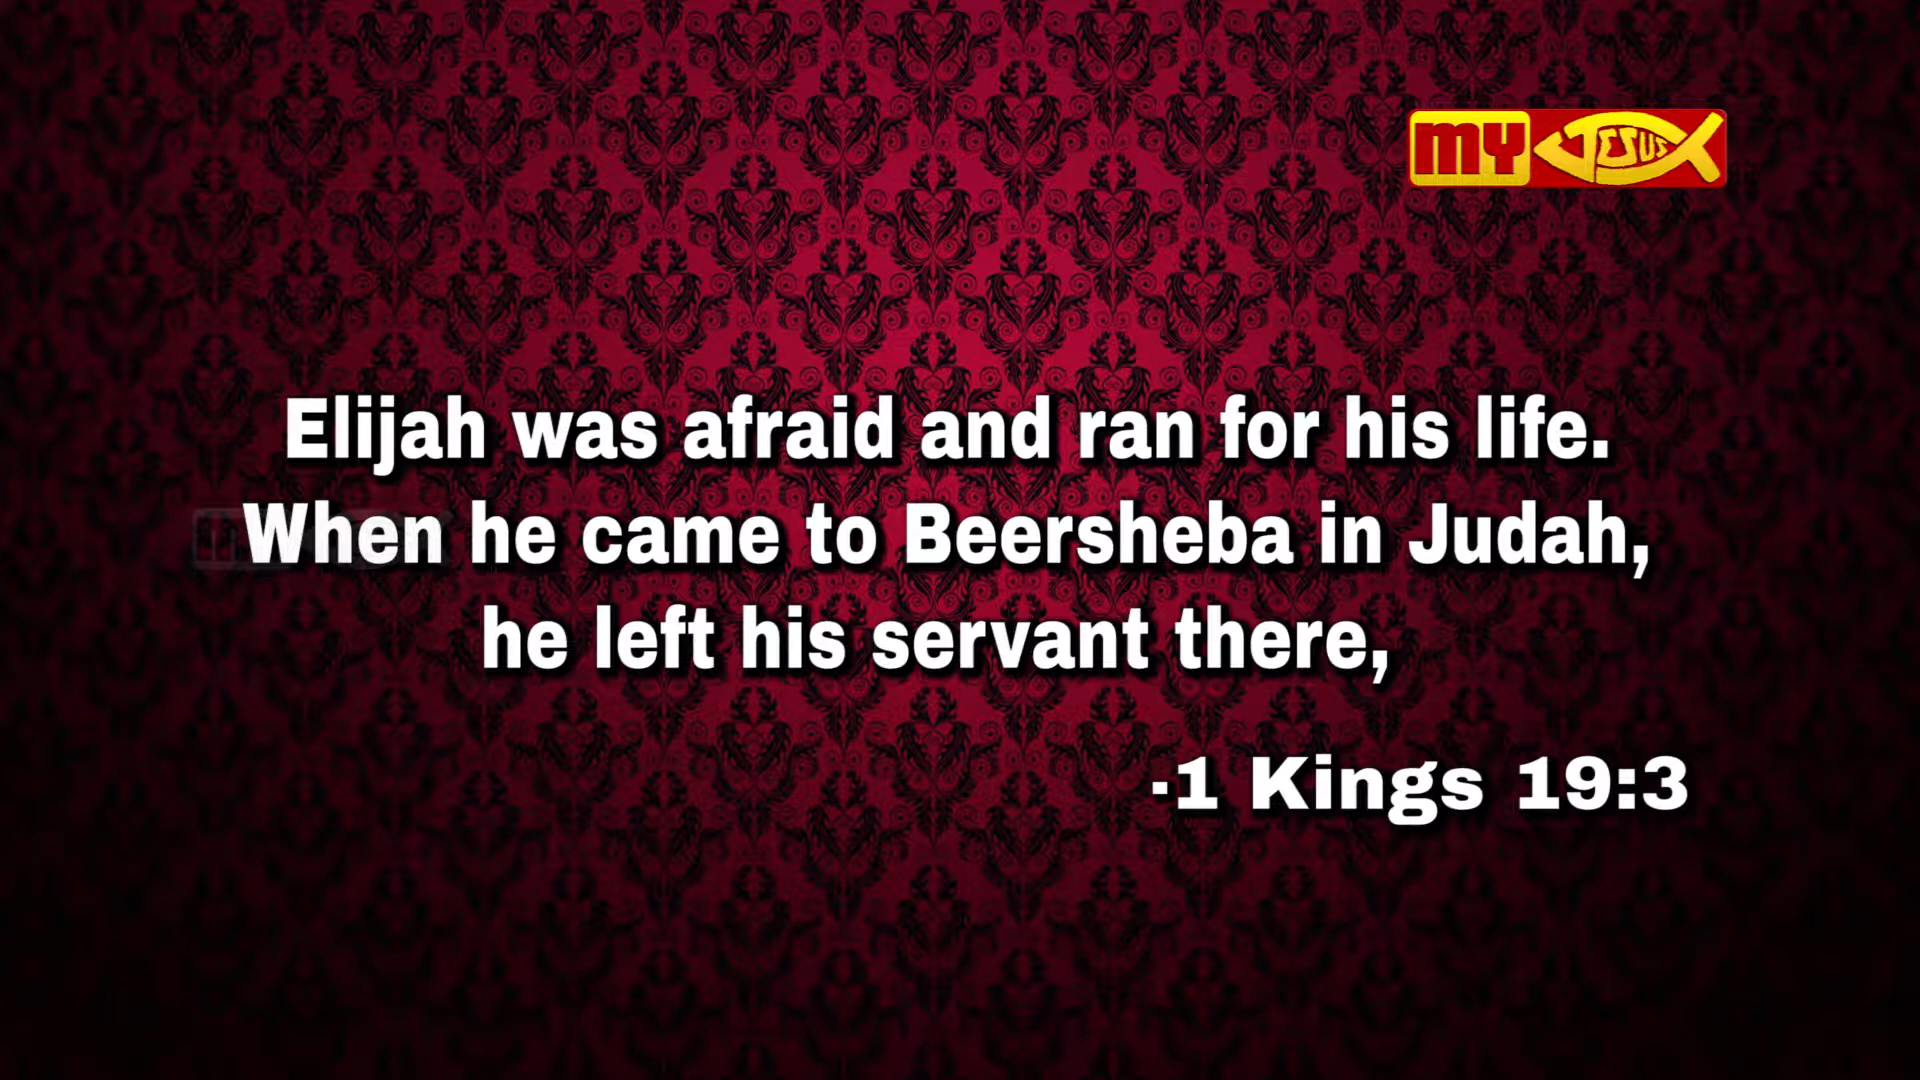 MY JESUS
Elijah was afraid and ran for his life.
When he came to Beersheba in Judah,
he left his servant there,
-1 Kings 19:3